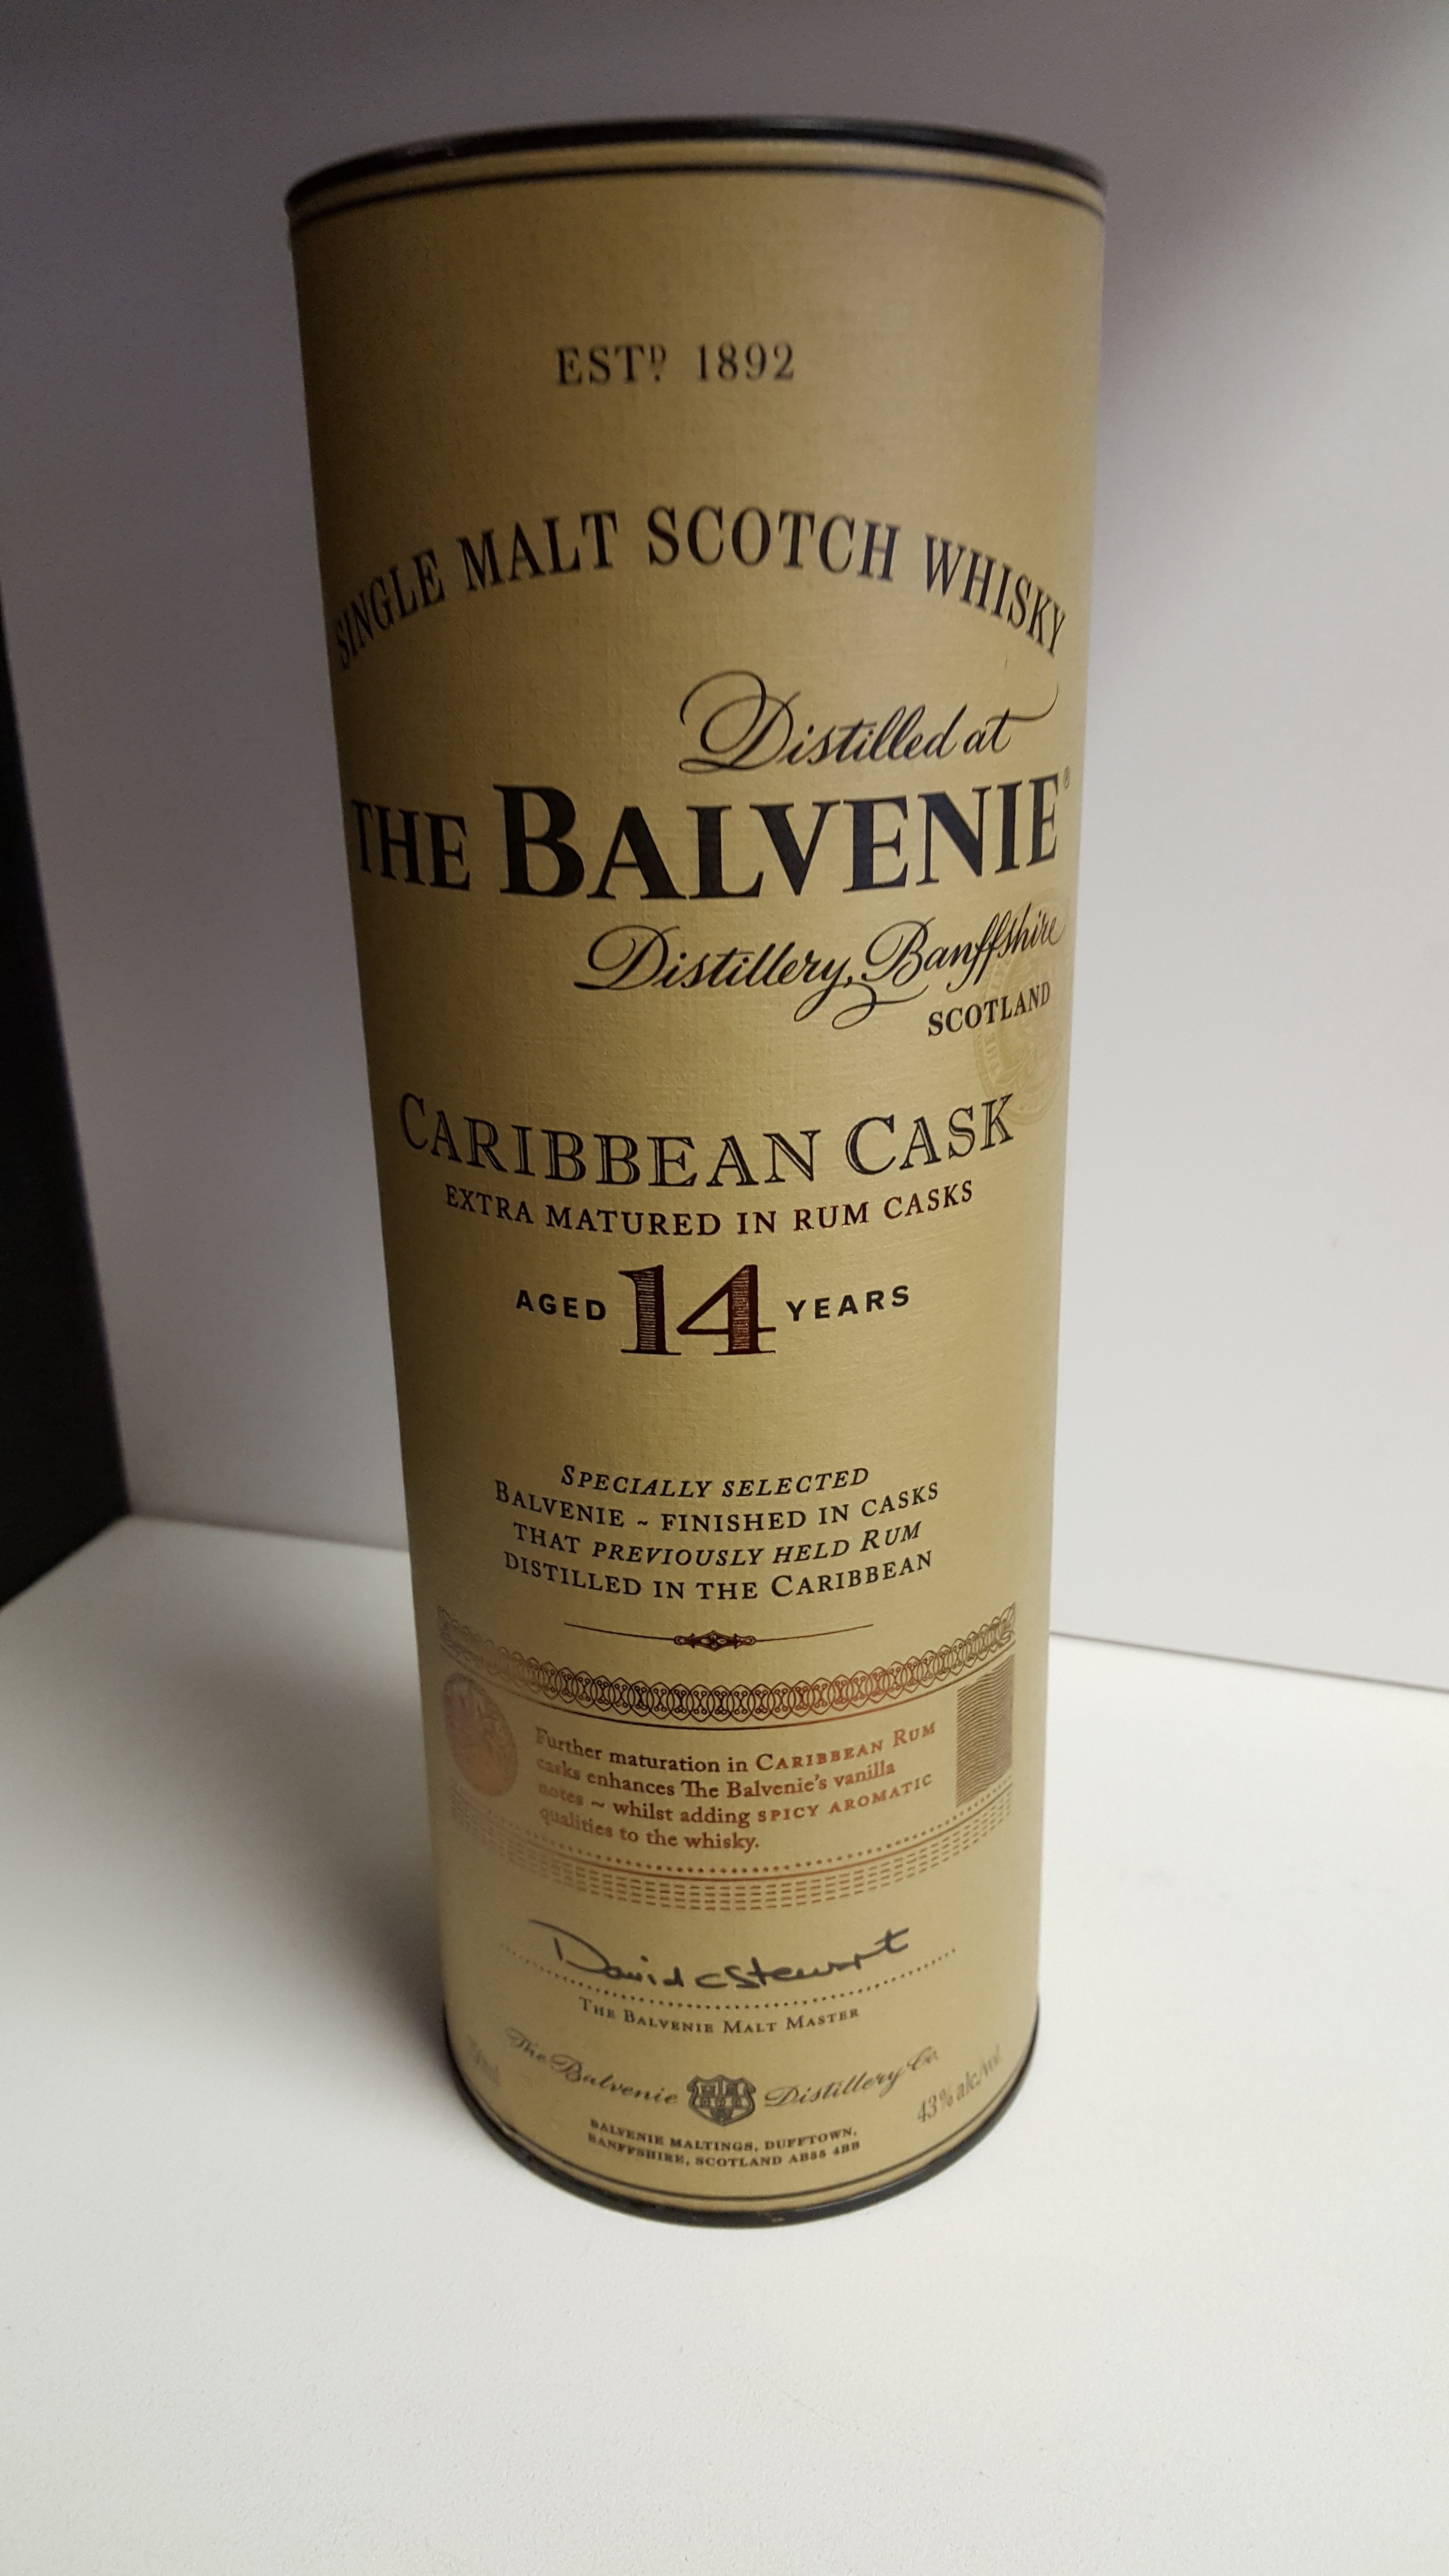 ESTᴰ. 1892
SINGLE MALT SCOTCH WHISKY
Distilled at
THE BALVENIE®
Distillery, Banffshire
SCOTLAND
CARIBBEAN CASK
EXTRA MATURED IN RUM CASKS
AGED 14 YEARS
SPECIALLY SELECTED
BALVENIE ~ FINISHED IN CASKS
THAT PREVIOUSLY HELD RUM
DISTILLED IN THE CARIBBEAN
Further maturation in CARIBBEAN RUM
casks enhances The Balvenie's vanilla
notes ~ whilst adding SPICY AROMATIC
qualities to the whisky.
David C Stewart
THE BALVENIE MALT MASTER
The Balvenie Distillery Co.
43% alc/vol
BALVENIE MALTINGS, DUFFTOWN,
BANFFSHIRE, SCOTLAND AB55 4BB